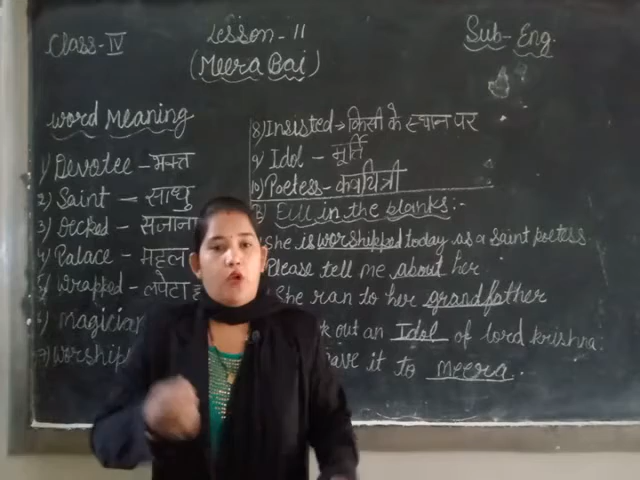 Class-IV
Lesson-11
(Meera Bai)
Sub-Eng.
Word Meaning
1) Devotee - भक्त
2) Saint - साधु
3) Decked - सजाना
4) Palace - महल
5) Wrapped - लपेटा
6) Magician
7) Worship
8) Insisted → किसी के स्थान पर
9) Idol - मूर्ति
10) Poetess - कवयित्री
Fill in the blanks:-
She is worshipped today as a saint poetess.
Please tell me about her
She ran to her grandfather
out an Idol of lord krishna.
it to Meera.